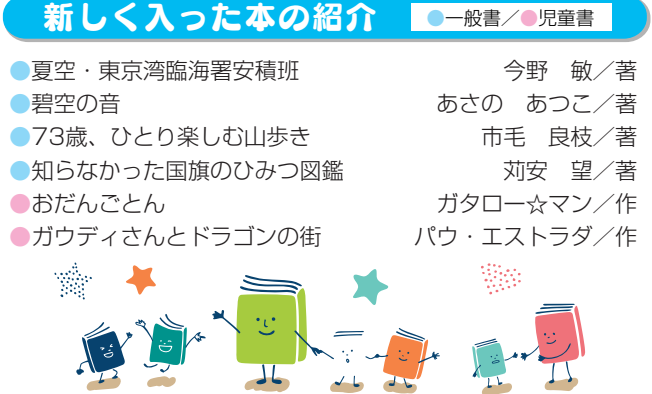 新しく入った本の紹介 ●一般書／●児童書
●夏空・東京湾臨海署安積班 今野　敏／著
●碧空の音 あさの　あつこ／著
●73歳、ひとり楽しむ山歩き 市毛　良枝／著
●知らなかった国旗のひみつ図鑑 苅安　望／著
●おだんごとん ガタロー☆マン／作
●ガウディさんとドラゴンの街 パウ・エストラダ／作